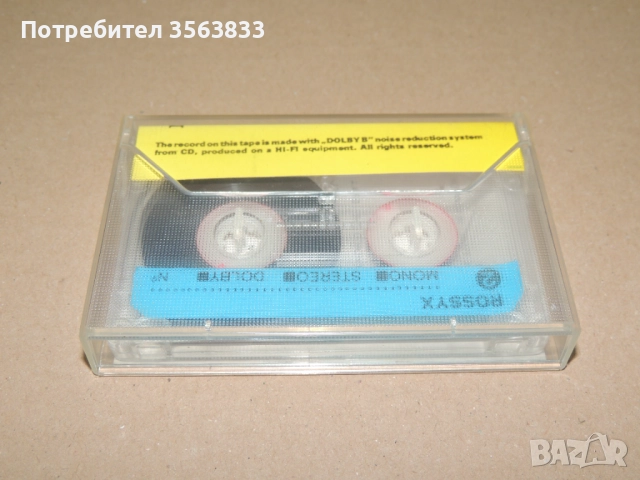 Потребител 3563833
The record on this tape is made with „DOLBY B" noise reduction system
from CD, produced on a HI-FI equipment. All rights reserved.
MONO STEREO DOLBY Nº
ROSSYX
BAZAR